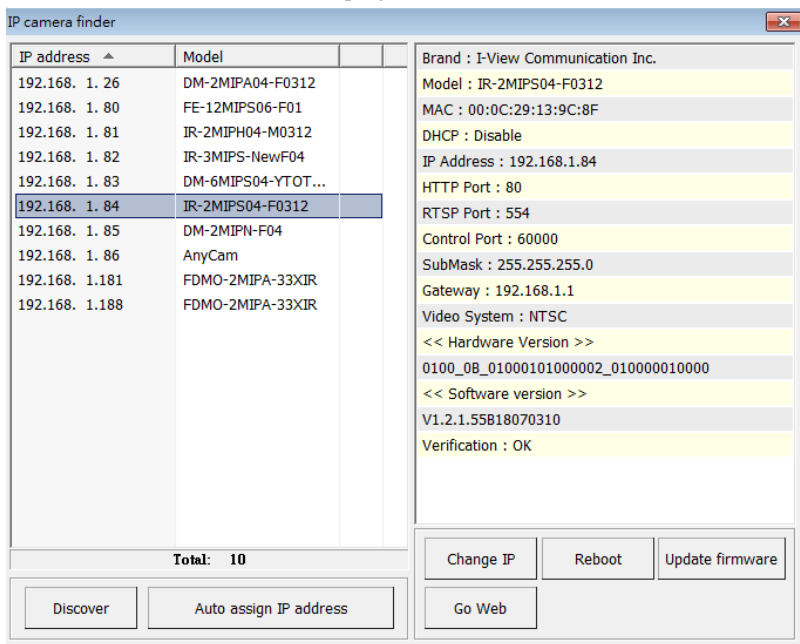 IP camera finder
IP address Model
192.168. 1. 26 DM-2MIPA04-F0312
192.168. 1. 80 FE-12MIPS06-F01
192.168. 1. 81 IR-2MIPH04-M0312
192.168. 1. 82 IR-3MIPS-NewF04
192.168. 1. 83 DM-6MIPS04-YTOT...
192.168. 1. 84 IR-2MIPS04-F0312
192.168. 1. 85 DM-2MIPN-F04
192.168. 1. 86 AnyCam
192.168. 1.181 FDMO-2MIPA-33XIR
192.168. 1.188 FDMO-2MIPA-33XIR
Total: 10
Discover Auto assign IP address
Brand : I-View Communication Inc.
Model : IR-2MIPS04-F0312
MAC : 00:0C:29:13:9C:8F
DHCP : Disable
IP Address : 192.168.1.84
HTTP Port : 80
RTSP Port : 554
Control Port : 60000
SubMask : 255.255.255.0
Gateway : 192.168.1.1
Video System : NTSC
<< Hardware Version >>
0100_0B_01000101000002_010000010000
<< Software version >>
V1.2.1.55B18070310
Verification : OK
Change IP Reboot Update firmware
Go Web